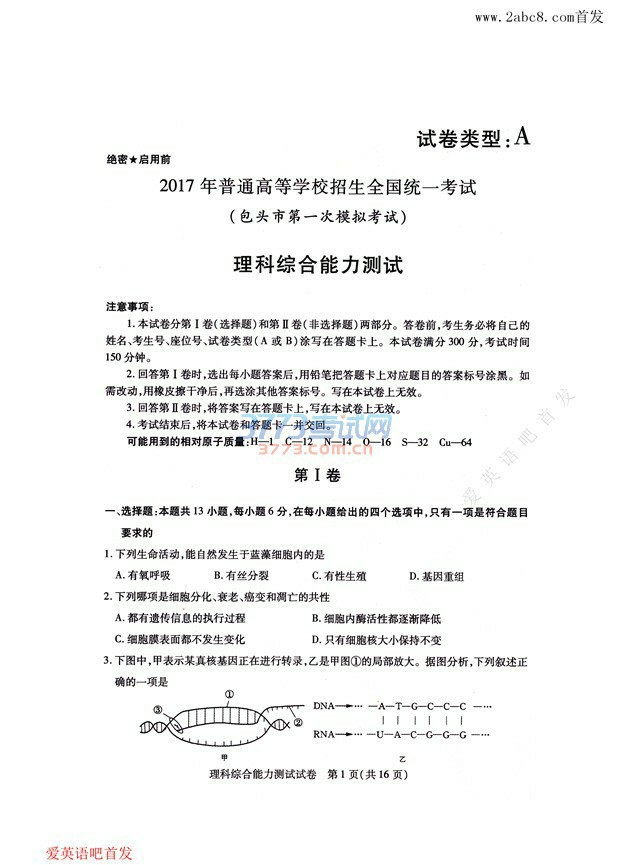 www.2abc8.com首发
试卷类型:A
绝密★启用前
2017年普通高等学校招生全国统一考试
(包头市第一次模拟考试)
理科综合能力测试
注意事项:
1.本试卷分第Ⅰ卷(选择题)和第Ⅱ卷(非选择题)两部分。答卷前,考生务必将自己的
姓名、考生号、座位号、试卷类型(A或B)涂写在答题卡上。本试卷满分300分,考试时间
150分钟。
2.回答第Ⅰ卷时,选出每小题答案后,用铅笔把答题卡上对应题目的答案标号涂黑。如
需改动,用橡皮擦干净后,再选涂其他答案标号。写在本试卷上无效。
3.回答第Ⅱ卷时,将答案写在答题卡上,写在本试卷上无效。
4.考试结束后,将本试卷和答题卡一并交回。
3773考试网
3773.com.cn
可能用到的相对原子质量:H—1 C—12 N—14 O—16 S—32 Cu—64
爱英语吧首发
第Ⅰ卷
一、选择题:本题共13小题,每小题6分,在每小题给出的四个选项中,只有一项是符合题目
要求的
1.下列生命活动,能自然发生于蓝藻细胞内的是
A.有氧呼吸 B.有丝分裂 C.有性生殖 D.基因重组
2.下列哪项是细胞分化、衰老、癌变和凋亡的共性
A.都有遗传信息的执行过程 B.细胞内酶活性都逐渐降低
C.细胞膜表面都不发生变化 D.只有细胞核大小保持不变
3.下图中,甲表示某真核基因正在进行转录,乙是甲图①的局部放大。据图分析,下列叙述正
确的一项是
① ② ③
DNA→… —A—T—G—C—C—C —…
RNA→… —U—A—C—G—G—G —…
甲 乙
理科综合能力测试试卷 第1页(共16页)
爱英语吧首发